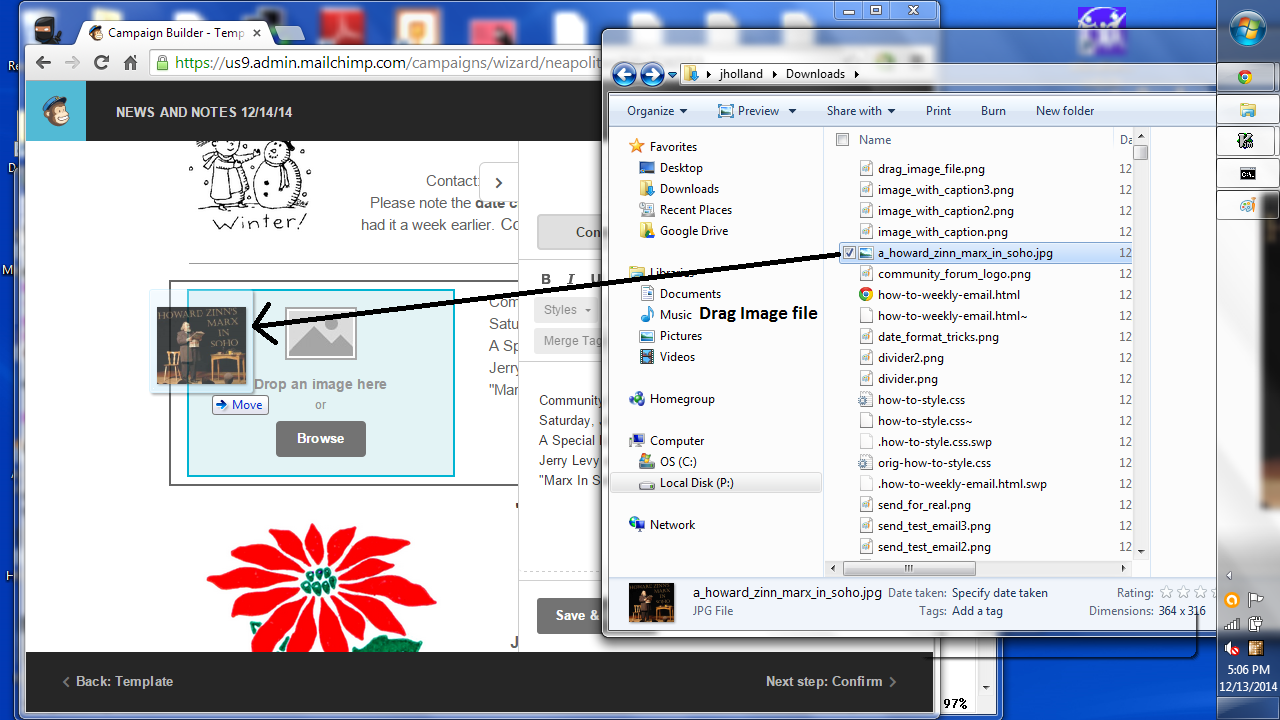 Campaign Builder - Temp
https://us9.admin.mailchimp.com/campaigns/wizard/neapolit
NEWS AND NOTES 12/14/14
Winter!
Contact:
Please note the date c
had it a week earlier. Co
Con
B I U
Styles
Merge Tag
HOWARD ZINN'S
MARX
IN
SOHO
Drop an image here
or
Move
Browse
Com
Satu
A Sp
Jerry
"Mar
Community
Saturday, J
A Special
Jerry Levy
"Marx In S
Save &
J
Back: Template
Next step: Confirm
97%
jholland
Downloads
Organize
Preview
Share with
Print
Burn
New folder
Favorites
Desktop
Downloads
Recent Places
Google Drive
Libraries
Documents
Music
Pictures
Videos
Homegroup
Computer
OS (C:)
Local Disk (P:)
Network
Drag Image file
Name
Da
drag_image_file.png
12
image_with_caption3.png
12
image_with_caption2.png
12
image_with_caption.png
12
a_howard_zinn_marx_in_soho.jpg
12
community_forum_logo.png
12
how-to-weekly-email.html
12
how-to-weekly-email.html~
12
date_format_tricks.png
12
divider2.png
12
divider.png
12
how-to-style.css
12
how-to-style.css~
12
.how-to-style.css.swp
12
orig-how-to-style.css
12
.how-to-weekly-email.html.swp
12
send_for_real.png
12
send_test_email3.png
12
send_test_email2.png
12
a_howard_zinn_marx_in_soho.jpg
JPG File
Date taken: Specify date taken
Tags: Add a tag
Rating:
Dimensions: 364 x 316
5:06 PM
12/13/2014